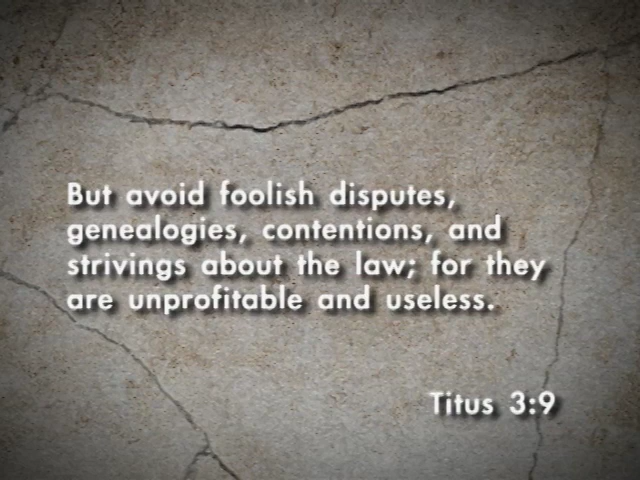 But avoid foolish disputes,
genealogies, contentions, and
strivings about the law; for they
are unprofitable and useless.
Titus 3:9